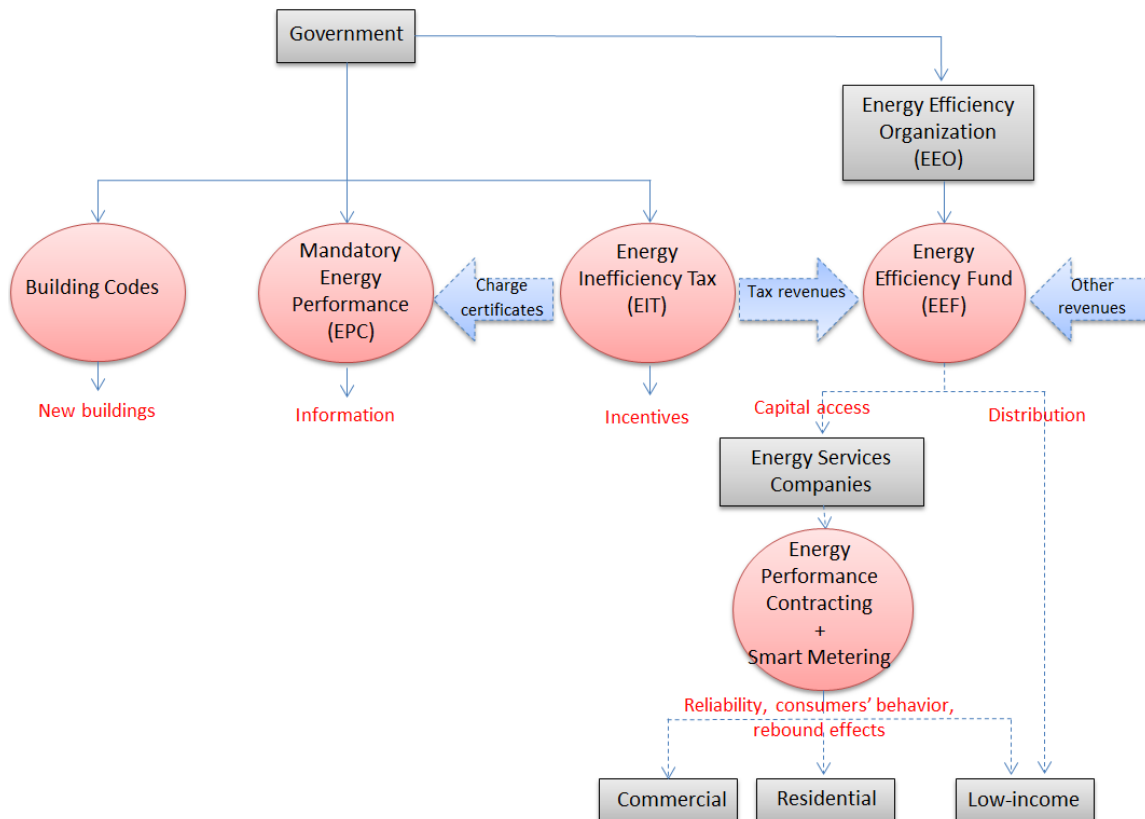 Government
Energy Efficiency
Organization
(EEO)
Building Codes
Mandatory
Energy
Performance
(EPC)
Charge
certificates
Energy
Inefficiency Tax
(EIT)
Tax revenues
Energy
Efficiency Fund
(EEF)
Other
revenues
New buildings
Information
Incentives
Capital access
Distribution
Energy Services
Companies
Energy
Performance
Contracting
+
Smart Metering
Reliability, consumers’ behavior,
rebound effects
Commercial
Residential
Low-income